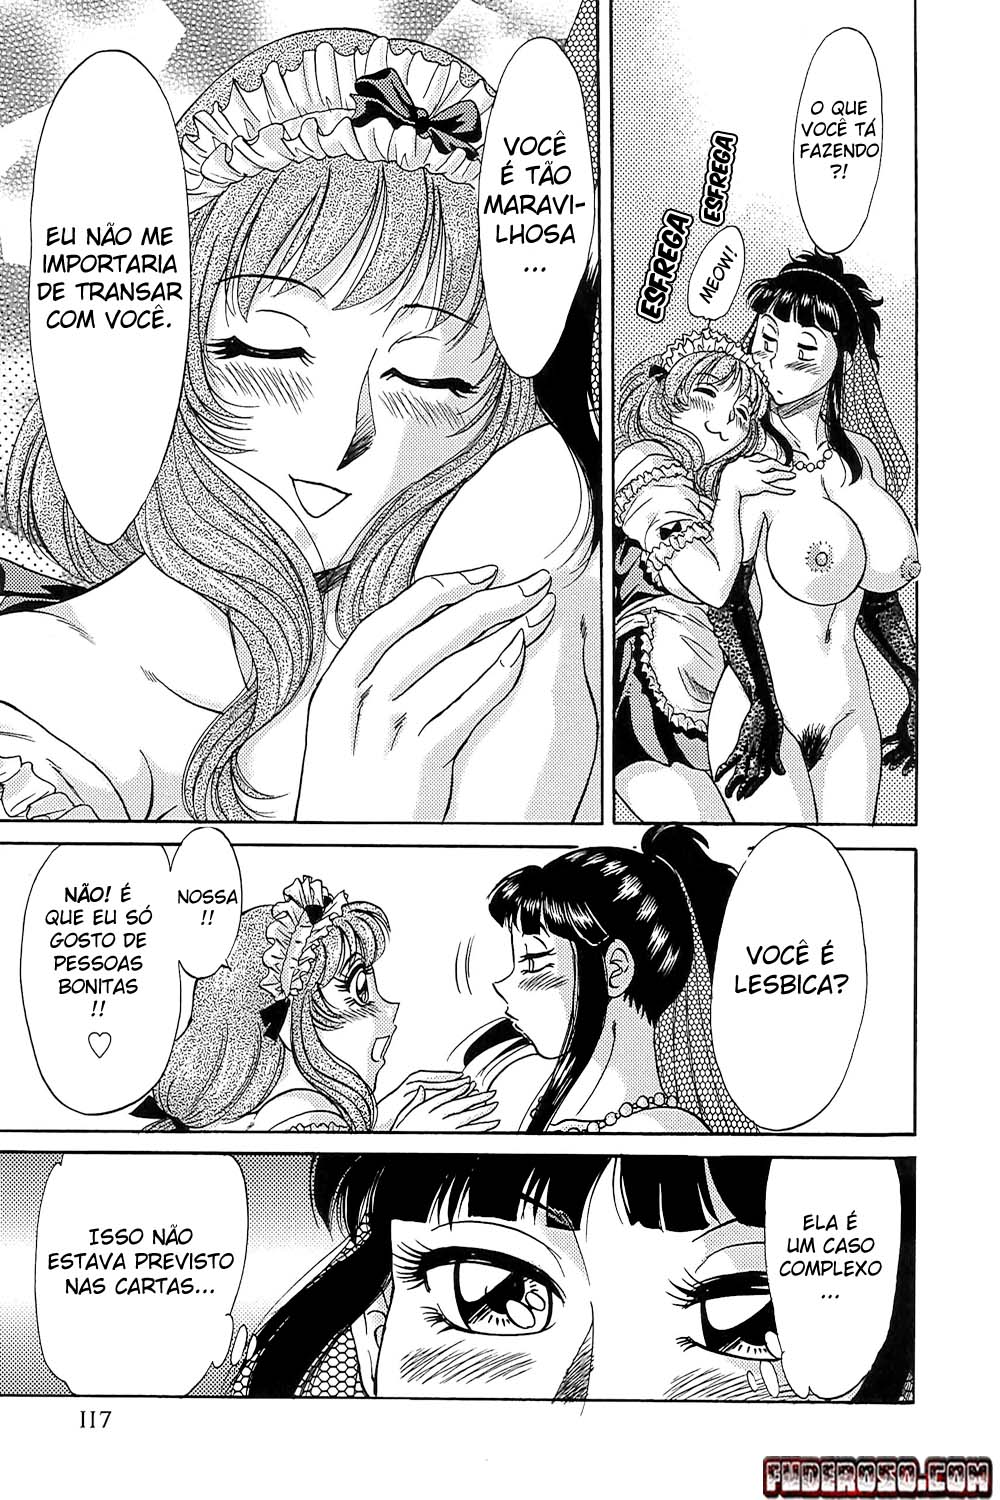 O QUE
VOCÊ TÁ
FAZENDO
?!
ESFREGA
ESFREGA
MEOW!
VOCÊ
É TÃO
MARAVI-
LHOSA
...
EU NÃO ME
IMPORTARIA
DE TRANSAR
COM VOCÊ.
VOCÊ É
LESBICA?
NOSSA
!!
NÃO! É
QUE EU SÓ
GOSTO DE
PESSOAS
BONITAS
!!
♡
ELA É
UM CASO
COMPLEXO
...
ISSO NÃO
ESTAVA PREVISTO
NAS CARTAS...
117
FUDEROSO.COM